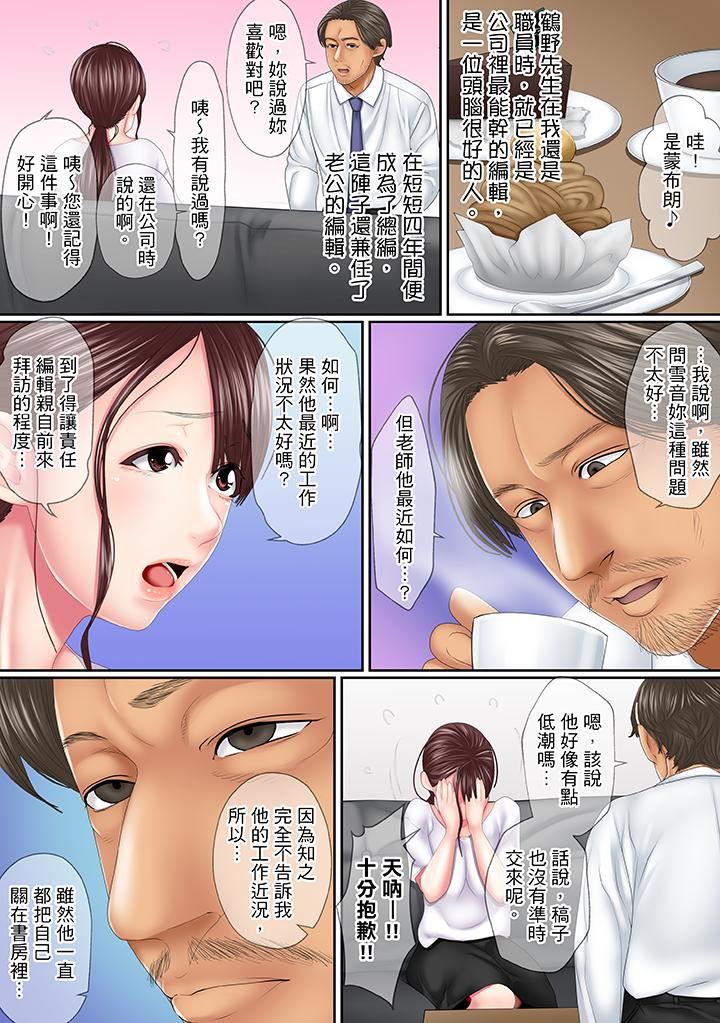 哇！
是蒙布朗♪
鶴野先生在我還是
職員時，就已經是
公司裡最能幹的編輯，
是一位頭腦很好的人。
嗯，妳說過妳
喜歡對吧？
咦～我有說過嗎？
還在公司時
說的啊。
咦～您還記得
這件事啊！
好開心！
在短短四年間便
成為了總編，
這陣子還兼任了
老公的編輯。
…我說啊，雖然
問雪音妳這種問題
不太好…
但老師他最近如何…？
如何…啊…
果然他最近的工作
狀況不太好嗎？
到了得讓責任
編輯親自前來
拜訪的程度…
嗯，該說
他好像有點
低潮嗎…
話說，稿子
也沒有準時
交來呢。
天吶—!!
十分抱歉!!
因為知之
完全不告訴我
他的工作近況，
所以…
雖然他一直
都把自己
關在書房裡…